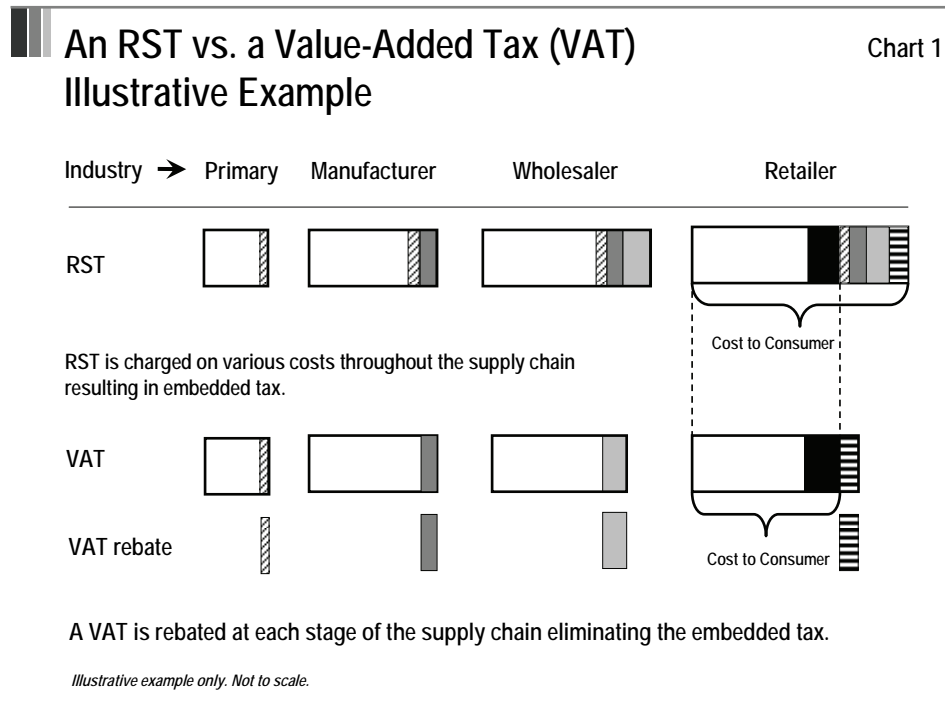 An RST vs. a Value-Added Tax (VAT)
Chart 1
Illustrative Example
Industry → Primary Manufacturer Wholesaler Retailer
RST
Cost to Consumer
RST is charged on various costs throughout the supply chain
resulting in embedded tax.
VAT
VAT rebate
Cost to Consumer
A VAT is rebated at each stage of the supply chain eliminating the embedded tax.
Illustrative example only. Not to scale.